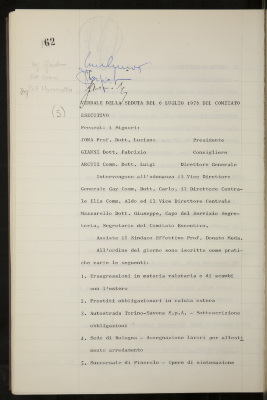 62
(3)
VERBALE DELLA SEDUTA DEL 6 LUGLIO 1975 DEL COMITATO
ESECUTIVO
Presenti i Signori:
JONA Prof. Dott. Luciano Presidente
GIANNI Dott. Fabrizio Consigliere
ARCUTI Comm. Dott. Luigi Direttore Generale
Intervengono all'adunanza il Vice Direttore
Generale Gay Comm. Dott. Carlo, il Direttore Centra-
le Elia Comm. Aldo ed il Vice Direttore Centrale
Mazzarello Dott. Giuseppe, Capo del Servizio Segre-
teria, Segretario del Comitato Esecutivo.
Assiste il Sindaco Effettivo Prof. Donato
All'ordine del giorno sono iscritte come prati-
che varie le seguenti:
1. Disposizioni in materia valutaria e di scambi
con l'estero
2. Prestiti obbligazionari in valuta estera
3. Autostrada Torino-Savona S.p.A. - Sottoscrizione
obbligazioni
4. Sede di Bologna - Assegnazione lavori per allesti
mento arredamento
5. Succursale di Pinerolo - Opere di sistemazione